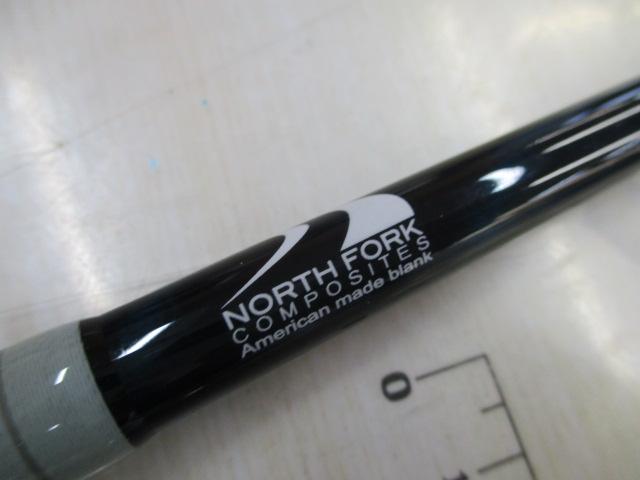 NORTH FORK
COMPOSITES
American made blank
0